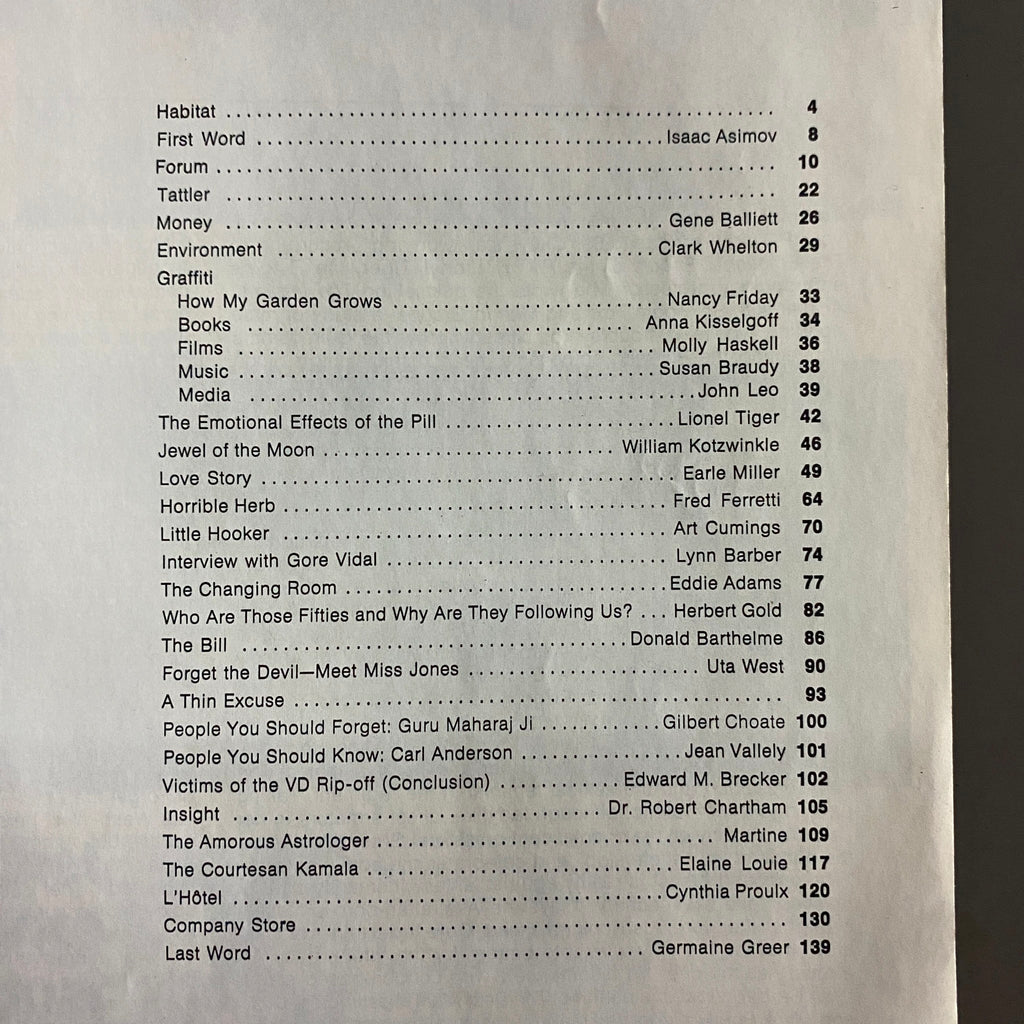 Habitat ........................................................ 4
First Word ........................................ Isaac Asimov 8
Forum ........................................................ 10
Tattler ........................................................ 22
Money ........................................... Gene Balliett 26
Environment ...................................... Clark Whelton 29
Graffiti
How My Garden Grows ........................... Nancy Friday 33
Books ...................................... Anna Kisselgoff 34
Films ......................................... Molly Haskell 36
Music ......................................... Susan Braudy 38
Media ............................................ John Leo 39
The Emotional Effects of the Pill ....................... Lionel Tiger 42
Jewel of the Moon ............................. William Kotzwinkle 46
Love Story ......................................... Earle Miller 49
Horrible Herb ...................................... Fred Ferretti 64
Little Hooker ...................................... Art Cumings 70
Interview with Gore Vidal ............................ Lynn Barber 74
The Changing Room ................................ Eddie Adams 77
Who Are Those Fifties and Why Are They Following Us? ... Herbert Gold 82
The Bill ...................................... Donald Barthelme 86
Forget the Devil—Meet Miss Jones ....................... Uta West 90
A Thin Excuse ................................................ 93
People You Should Forget: Guru Maharaj Ji ............ Gilbert Choate 100
People You Should Know: Carl Anderson ................ Jean Vallely 101
Victims of the VD Rip-off (Conclusion) ............ Edward M. Brecker 102
Insight ..................................... Dr. Robert Chartham 105
The Amorous Astrologer ................................. Martine 109
The Courtesan Kamala .............................. Elaine Louie 117
L'Hôtel .......................................... Cynthia Proulx 120
Company Store ............................................... 130
Last Word ..................................... Germaine Greer 139